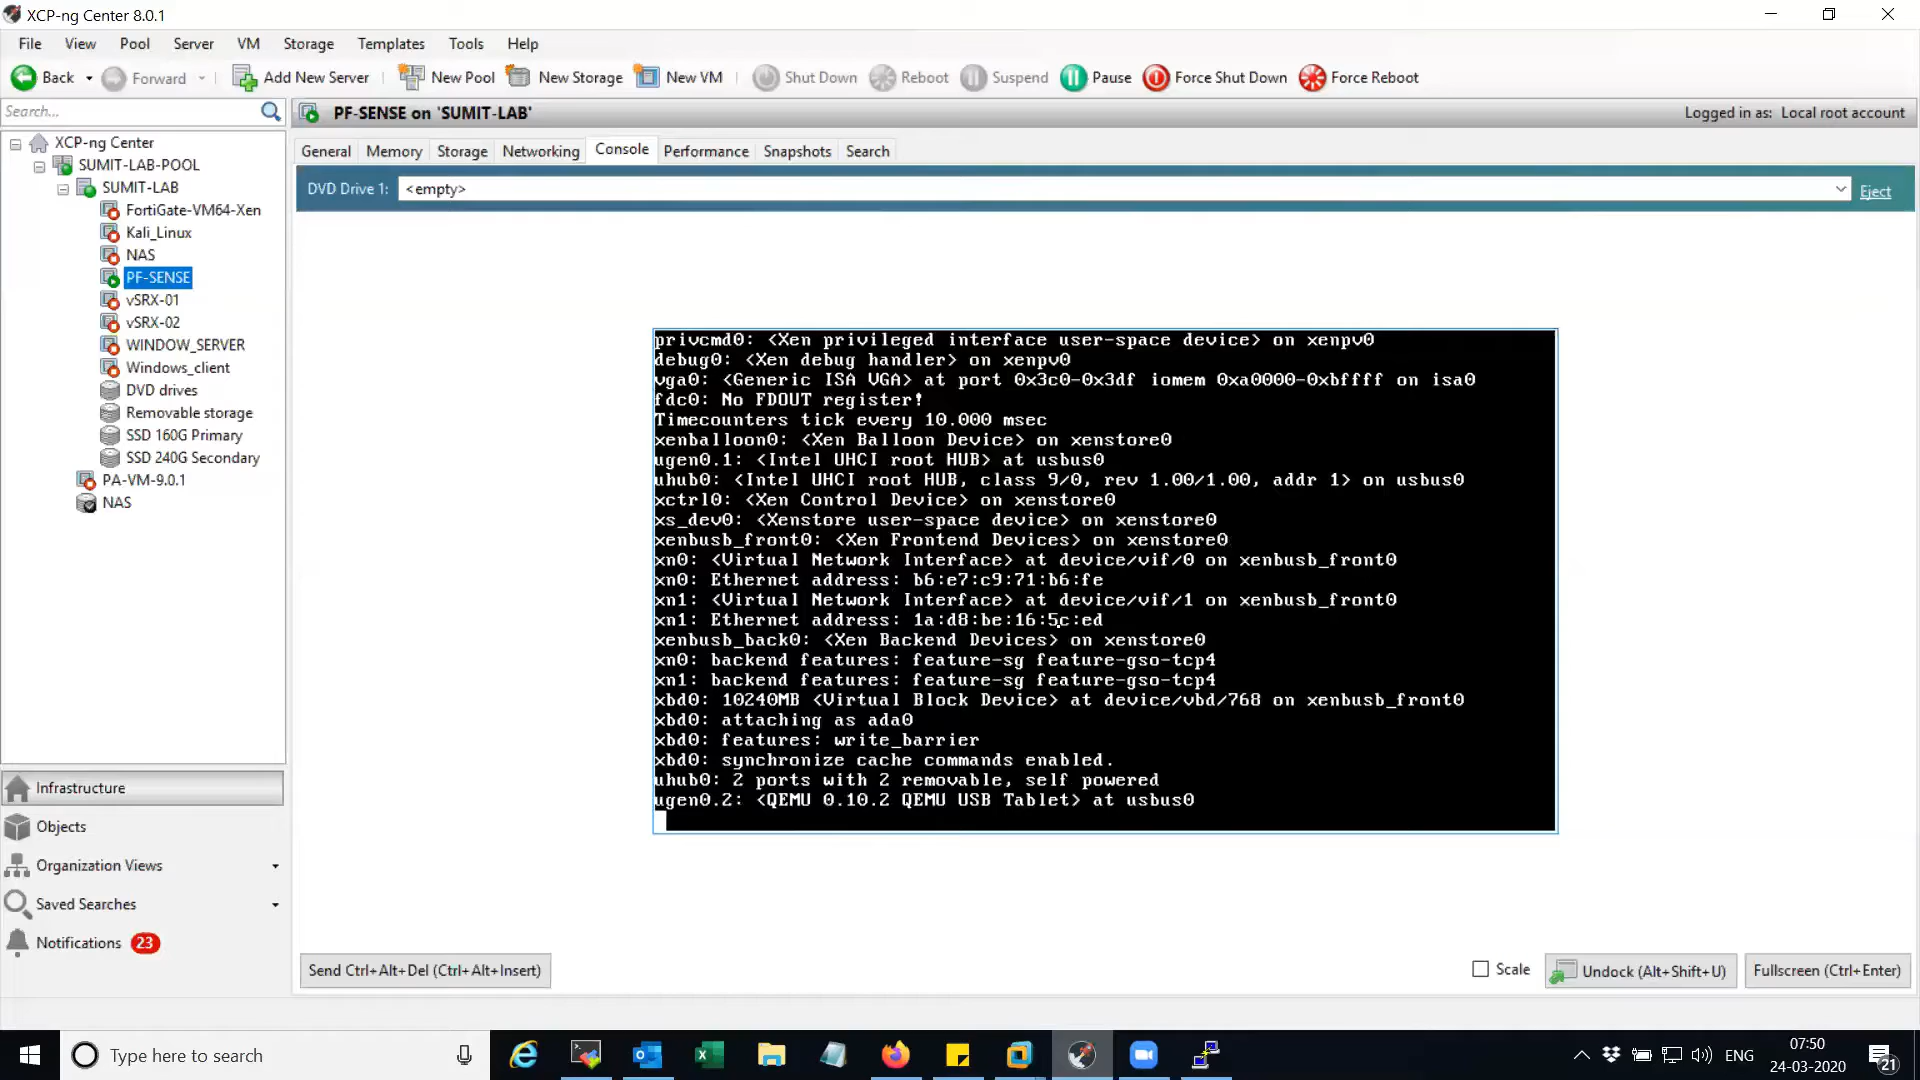 XCP-ng Center 8.0.1
File View Pool Server VM Storage Templates Tools Help
Back Forward Add New Server New Pool New Storage New VM Shut Down Reboot Suspend Pause Force Shut Down Force Reboot
Search...
PF-SENSE on 'SUMIT-LAB'
Logged in as: Local root account
XCP-ng Center
SUMIT-LAB-POOL
SUMIT-LAB
FortiGate-VM64-Xen
Kali_Linux
NAS
PF-SENSE
vSRX-01
vSRX-02
WINDOW_SERVER
Windows_client
DVD drives
Removable storage
SSD 160G Primary
SSD 240G Secondary
PA-VM-9.0.1
NAS
General Memory Storage Networking Console Performance Snapshots Search
DVD Drive 1: <empty> Eject
privcmd0: <Xen privileged interface user-space device> on xenpv0
debug0: <Xen debug handler> on xenpv0
vga0: <Generic ISA VGA> at port 0x3c0-0x3df iomem 0xa0000-0xbffff on isa0
fdc0: No FDOUT register!
Timecounters tick every 10.000 msec
xenballoon0: <Xen Balloon Device> on xenstore0
ugen0.1: <Intel UHCI root HUB> at usbus0
uhub0: <Intel UHCI root HUB, class 9/0, rev 1.00/1.00, addr 1> on usbus0
xctrl0: <Xen Control Device> on xenstore0
xs_dev0: <Xenstore user-space device> on xenstore0
xenbusb_front0: <Xen Frontend Devices> on xenstore0
xn0: <Virtual Network Interface> at device/vif/0 on xenbusb_front0
xn0: Ethernet address: b6:e7:c9:71:b6:fe
xn1: <Virtual Network Interface> at device/vif/1 on xenbusb_front0
xn1: Ethernet address: 1a:d8:be:16:5c:ed
xenbusb_back0: <Xen Backend Devices> on xenstore0
xn0: backend features: feature-sg feature-gso-tcp4
xn1: backend features: feature-sg feature-gso-tcp4
xbd0: 10240MB <Virtual Block Device> at device/vbd/768 on xenbusb_front0
xbd0: attaching as ada0
xbd0: features: write_barrier
xbd0: synchronize cache commands enabled.
uhub0: 2 ports with 2 removable, self powered
ugen0.2: <QEMU 0.10.2 QEMU USB Tablet> at usbus0
Infrastructure
Objects
Organization Views
Saved Searches
Notifications 23
Send Ctrl+Alt+Del (Ctrl+Alt+Insert)
Scale
Undock (Alt+Shift+U)
Fullscreen (Ctrl+Enter)
Type here to search
ENG
07:50
24-03-2020
21